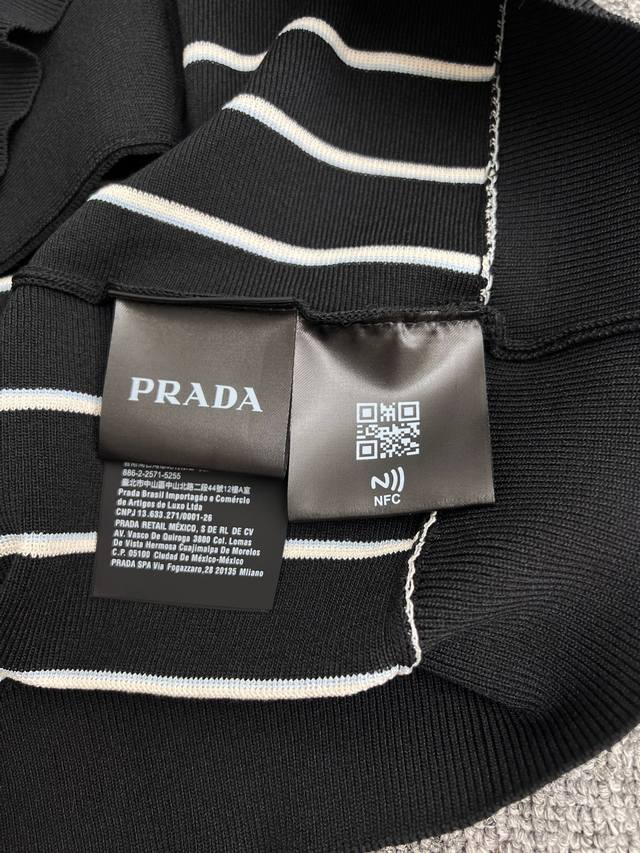 PRADA
NFC
886-2-2571-5255
臺北市中山區中山北路二段44號12樓A室
Prada Brasil Importação e Comércio
de Artigos de Luxo Ltda
CNPJ 13.633.271/0001-26
PRADA RETAIL MÉXICO, S DE RL DE CV
AV. Vasco De Quiroga 3800 Col. Lomas
De Vista Hermosa Cuajimalpa De Morelos
C.P. 05100 Ciudad De México-México
PRADA SPA Via Fogazzaro,28 20135 Milano